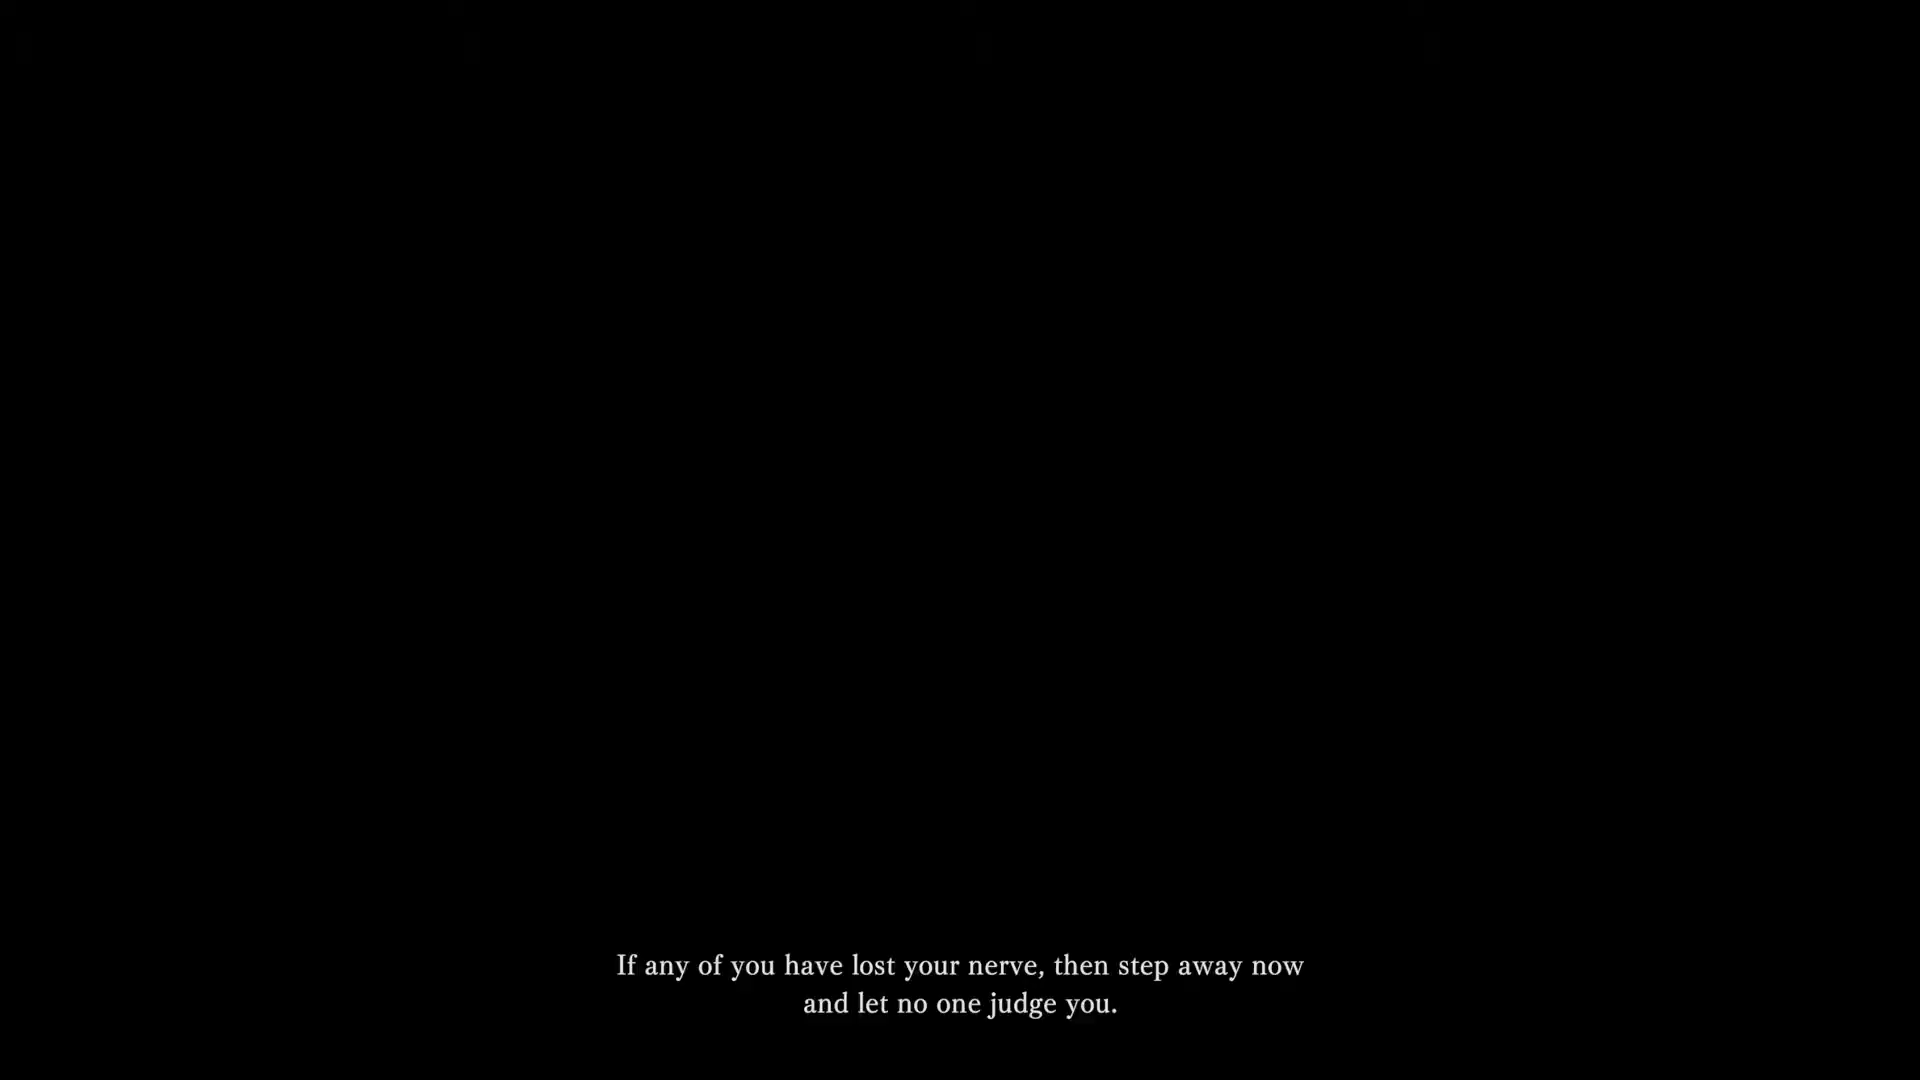 If any of you have lost your nerve, then step away now
and let no one judge you.